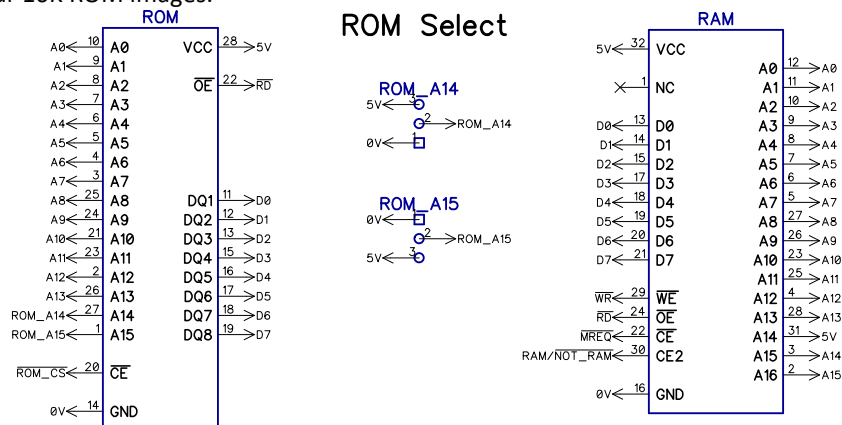 ROM
ROM Select
RAM
A0 10 A0 VCC 28 5V
A1 9 A1
A2 8 A2 OE 22 RD
A3 7 A3
A4 6 A4
A5 5 A5
A6 4 A6
A7 3 A7
A8 25 A8 DQ1 11 D0
A9 24 A9 DQ2 12 D1
A10 21 A10 DQ3 13 D2
A11 23 A11 DQ4 15 D3
A12 2 A12 DQ5 16 D4
A13 26 A13 DQ6 17 D5
ROM_A14 27 A14 DQ7 18 D6
ROM_A15 1 A15 DQ8 19 D7
ROM_CS 20 CE
0V 14 GND
ROM_A14
5V 3
2 ROM_A14
0V 1
ROM_A15
0V 1
2 ROM_A15
5V 3
5V 32 VCC
A0 12 A0
1 NC
A1 11 A1
A2 10 A2
D0 13 D0 A3 9 A3
D1 14 D1 A4 8 A4
D2 15 D2 A5 7 A5
D3 17 D3 A6 6 A6
D4 18 D4 A7 5 A7
D5 19 D5 A8 27 A8
D6 20 D6 A9 26 A9
D7 21 D7 A10 23 A10
A11 25 A11
WR 29 WE A12 4 A12
RD 24 OE A13 28 A13
MREQ 22 CE A14 31 5V
RAM/NOT_RAM 30 CE2 A15 3 A14
A16 2 A15
0V 16 GND